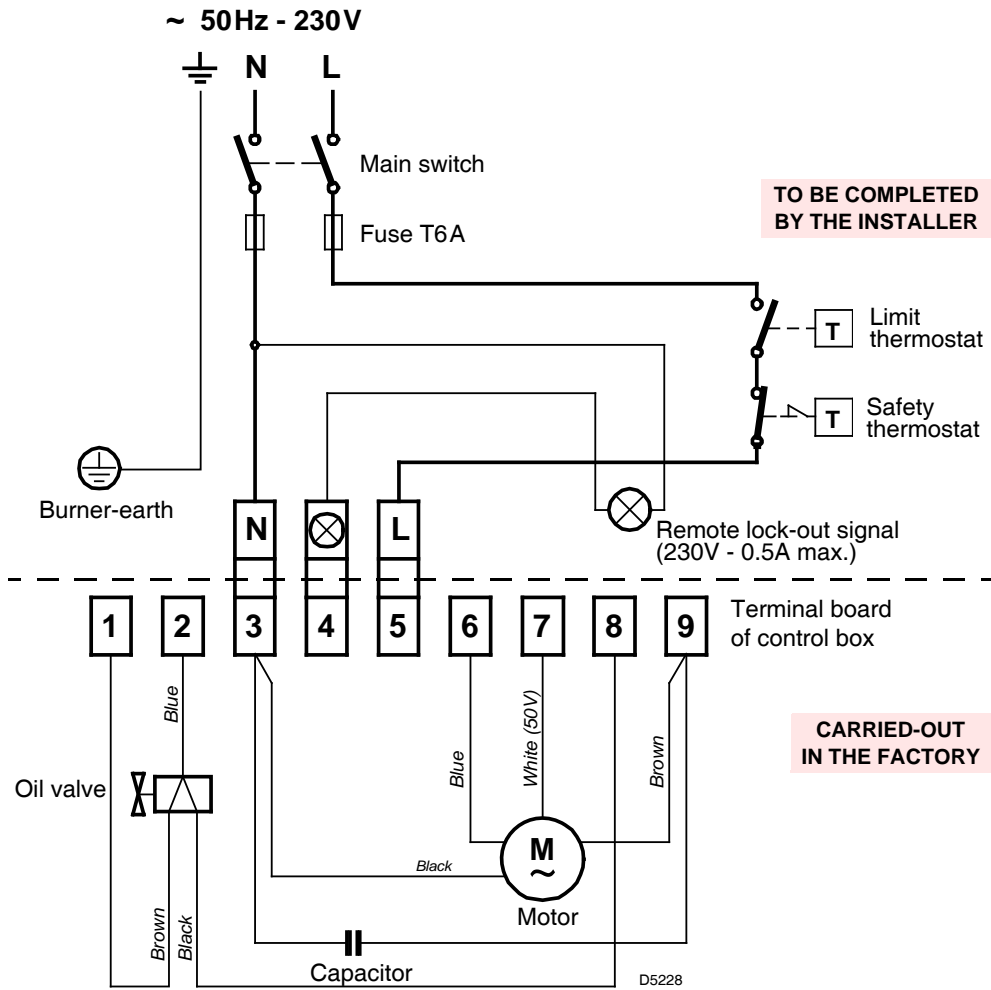 ~ 50Hz - 230V
N L
Main switch
Fuse T6A
TO BE COMPLETED
BY THE INSTALLER
T
Limit
thermostat
T
Safety
thermostat
Burner-earth
N
L
Remote lock-out signal
(230V - 0.5A max.)
1 2 3 4 5 6 7 8 9
Terminal board
of control box
Blue
Blue
White (50V)
Brown
CARRIED-OUT
IN THE FACTORY
Oil valve
M
~
Black
Motor
Brown
Black
Capacitor
D5228